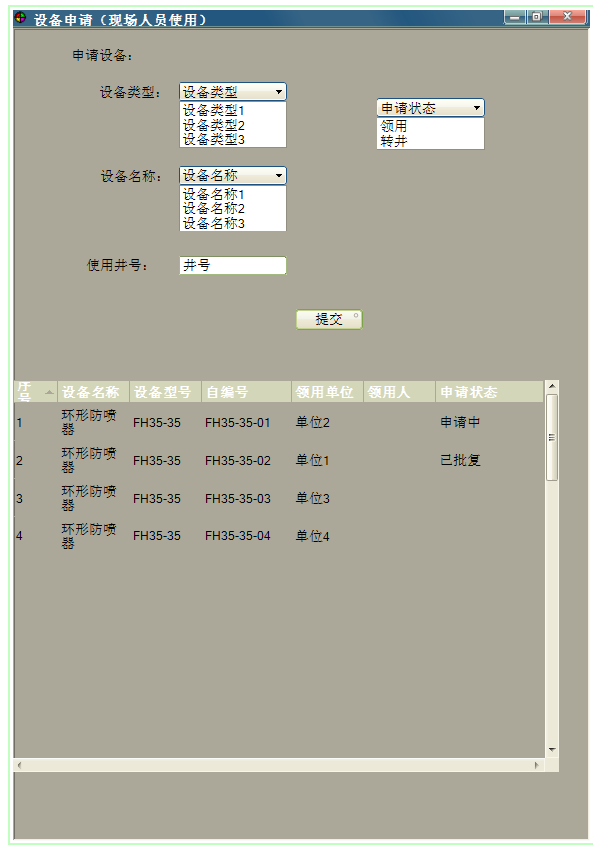 设备申请（现场人员使用）
申请设备：
设备类型： 设备类型
设备类型1
设备类型2
设备类型3
申请状态
领用
转井
设备名称： 设备名称
设备名称1
设备名称2
设备名称3
使用井号： 井号
提交
序号 设备名称 设备型号 自编号 领用单位 领用人 申请状态
1 环形防喷器 FH35-35 FH35-35-01 单位2 申请中
2 环形防喷器 FH35-35 FH35-35-02 单位1 已批复
3 环形防喷器 FH35-35 FH35-35-03 单位3
4 环形防喷器 FH35-35 FH35-35-04 单位4